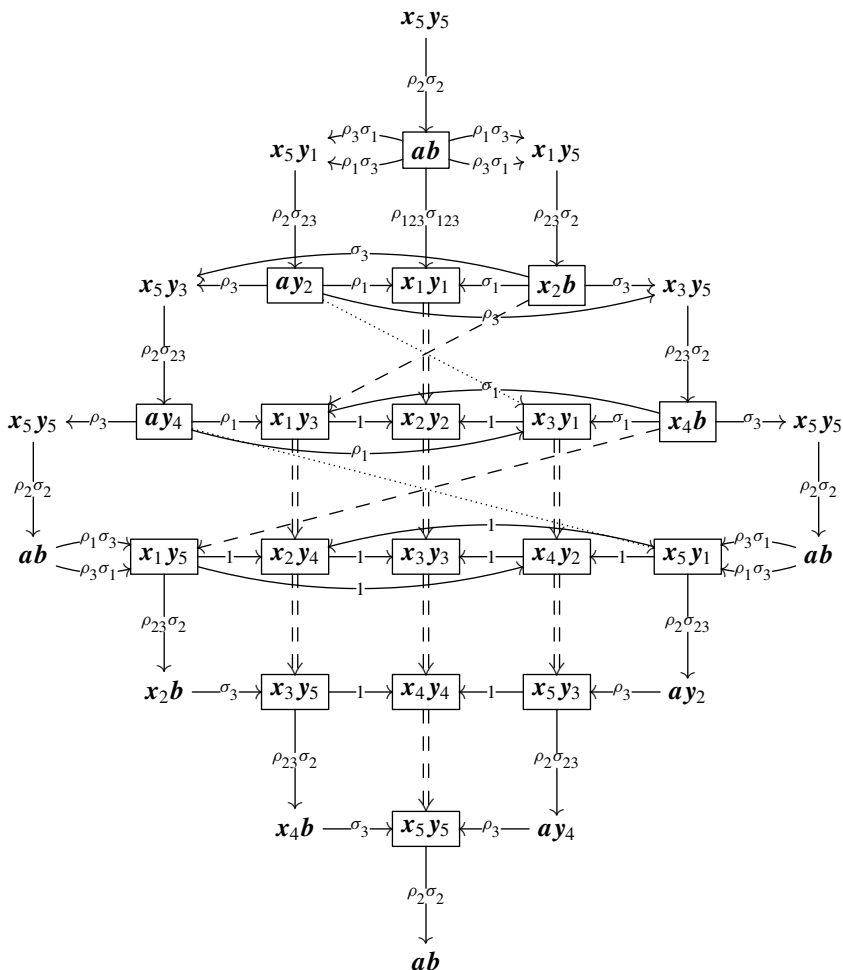 x₅y₅
ρ₂σ₂
ρ₃σ₁ ρ₁σ₃
x₅y₁ ab x₁y₅
ρ₁σ₃ ρ₃σ₁
ρ₂σ₂₃ ρ₁₂₃σ₁₂₃ ρ₂₃σ₂
σ₃
x₅y₃ ρ₃ ay₂ ρ₁ x₁y₁ σ₁ x₂b σ₃ x₃y₅
ρ₃
ρ₂σ₂₃ ρ₂₃σ₂
σ₁
x₅y₅ ρ₃ ay₄ ρ₁ x₁y₃ 1 x₂y₂ 1 x₃y₁ σ₁ x₄b σ₃ x₅y₅
ρ₁
ρ₂σ₂ ρ₂σ₂
1
ρ₁σ₃ ρ₃σ₁
ab x₁y₅ 1 x₂y₄ 1 x₃y₃ 1 x₄y₂ 1 x₅y₁ ab
ρ₃σ₁ ρ₁σ₃
1
ρ₂₃σ₂ ρ₂σ₂₃
x₂b σ₃ x₃y₅ 1 x₄y₄ 1 x₅y₃ ρ₃ ay₂
ρ₂₃σ₂ ρ₂σ₂₃
x₄b σ₃ x₅y₅ ρ₃ ay₄
ρ₂σ₂
ab